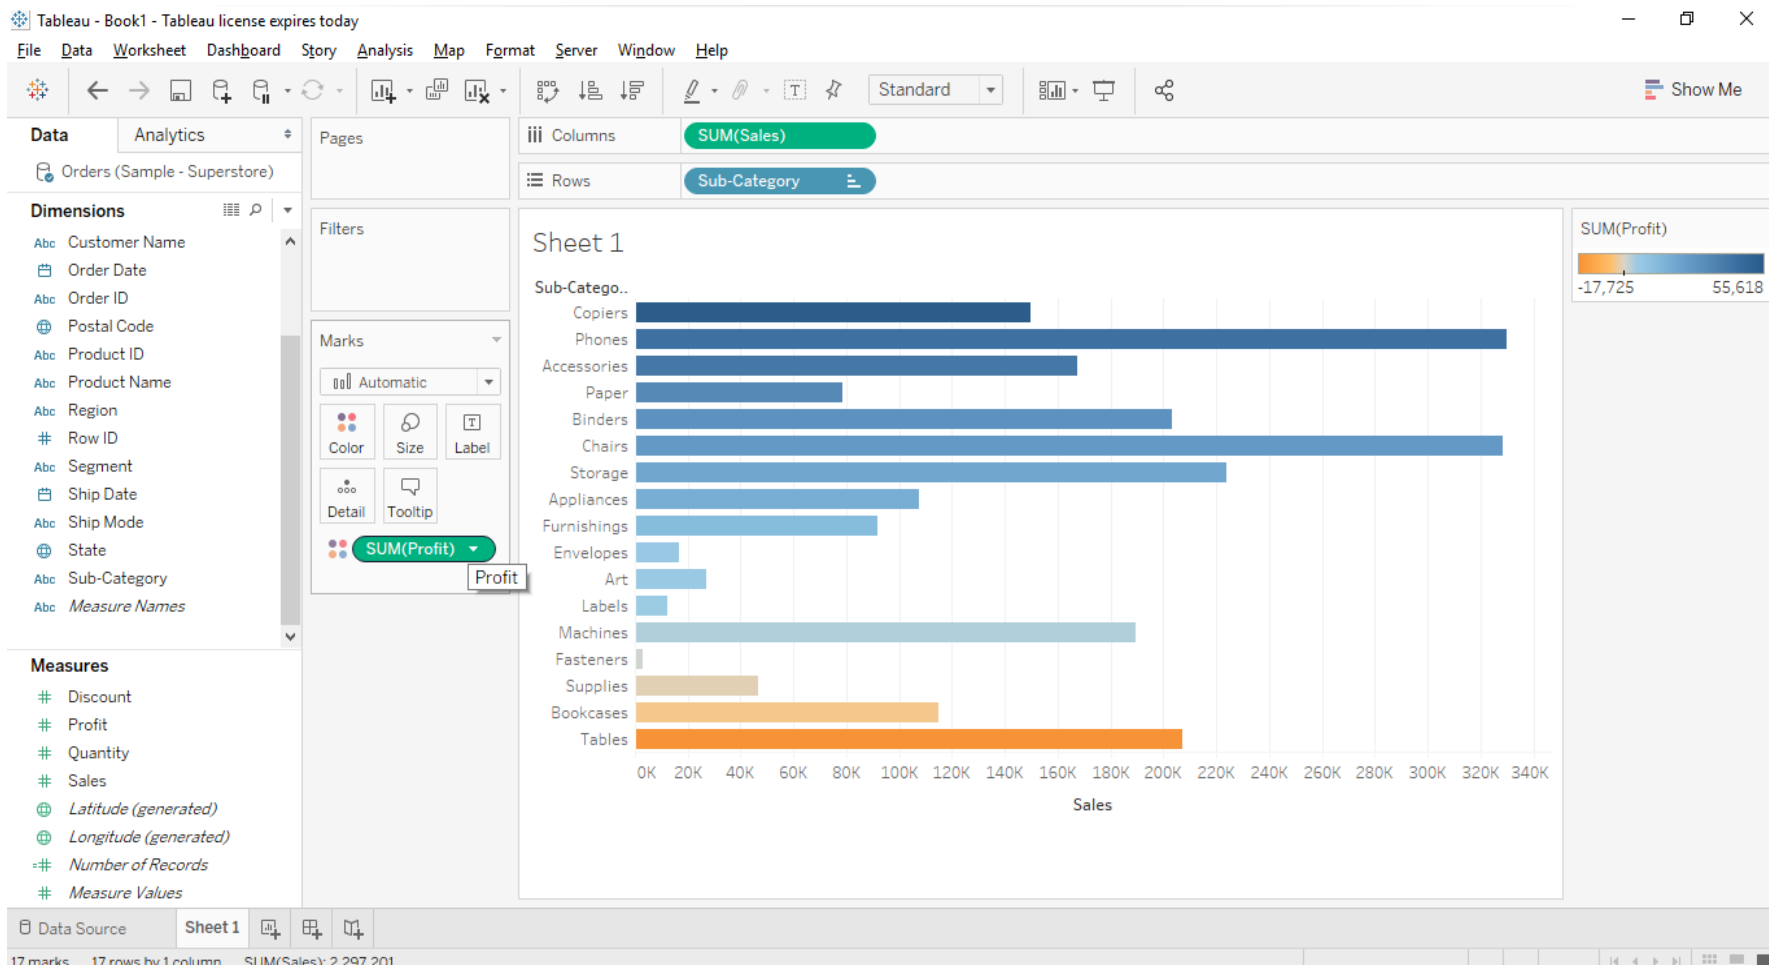 Tableau - Book1 - Tableau license expires today
File Data Worksheet Dashboard Story Analysis Map Format Server Window Help
Standard
Show Me
Data Analytics
Orders (Sample - Superstore)
Dimensions
Abc Customer Name
Order Date
Abc Order ID
Postal Code
Abc Product ID
Abc Product Name
Abc Region
# Row ID
Abc Segment
Ship Date
Abc Ship Mode
State
Abc Sub-Category
Abc Measure Names
Measures
# Discount
# Profit
# Quantity
# Sales
Latitude (generated)
Longitude (generated)
=# Number of Records
# Measure Values
Pages
Filters
Marks
Automatic
Color Size T Label
Detail Tooltip
SUM(Profit)
Profit
Columns SUM(Sales)
Rows Sub-Category
Sheet 1
Sub-Catego..
Copiers
Phones
Accessories
Paper
Binders
Chairs
Storage
Appliances
Furnishings
Envelopes
Art
Labels
Machines
Fasteners
Supplies
Bookcases
Tables
0K 20K 40K 60K 80K 100K 120K 140K 160K 180K 200K 220K 240K 260K 280K 300K 320K 340K
Sales
SUM(Profit)
-17,725 55,618
Data Source Sheet 1
17 marks 17 rows by 1 column SUM(Sales): 2,297,201